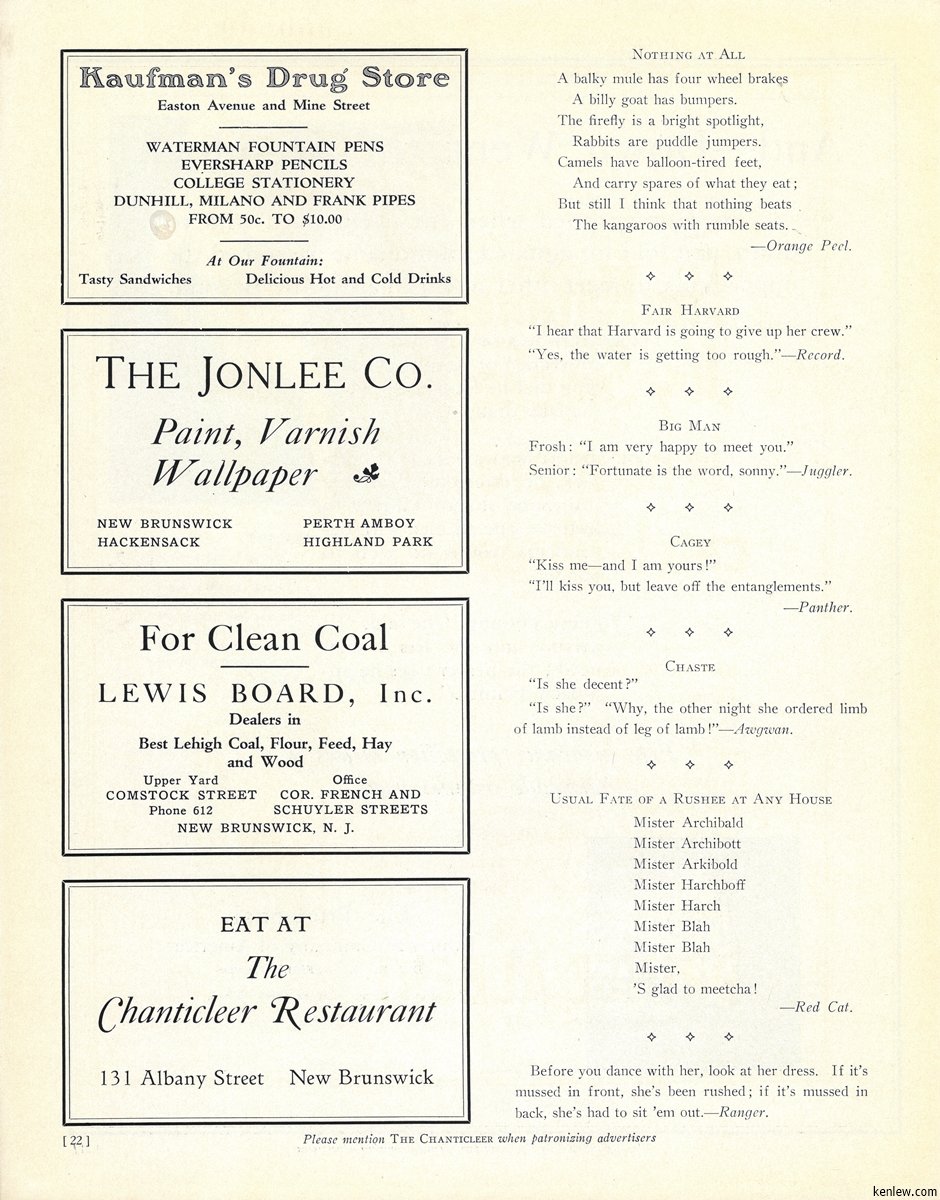 Kaufman's Drug Store
Easton Avenue and Mine Street
WATERMAN FOUNTAIN PENS
EVERSHARP PENCILS
COLLEGE STATIONERY
DUNHILL, MILANO AND FRANK PIPES
FROM 50c. TO $10.00
At Our Fountain:
Tasty Sandwiches Delicious Hot and Cold Drinks
THE JONLEE CO.
Paint, Varnish
Wallpaper
NEW BRUNSWICK PERTH AMBOY
HACKENSACK HIGHLAND PARK
For Clean Coal
LEWIS BOARD, Inc.
Dealers in
Best Lehigh Coal, Flour, Feed, Hay
and Wood
Upper Yard Office
COMSTOCK STREET COR. FRENCH AND
Phone 612 SCHUYLER STREETS
NEW BRUNSWICK, N. J.
EAT AT
The
Chanticleer Restaurant
131 Albany Street New Brunswick
NOTHING AT ALL
A balky mule has four wheel brakes
A billy goat has bumpers.
The firefly is a bright spotlight,
Rabbits are puddle jumpers.
Camels have balloon-tired feet,
And carry spares of what they eat;
But still I think that nothing beats
The kangaroos with rumble seats.
—Orange Peel.
FAIR HARVARD
"I hear that Harvard is going to give up her crew."
"Yes, the water is getting too rough."—Record.
BIG MAN
Frosh: "I am very happy to meet you."
Senior: "Fortunate is the word, sonny."—Juggler.
CAGEY
"Kiss me—and I am yours!"
"I'll kiss you, but leave off the entanglements."
—Panther.
CHASTE
"Is she decent?"
"Is she?" "Why, the other night she ordered limb
of lamb instead of leg of lamb!"—Awgwan.
USUAL FATE OF A RUSHEE AT ANY HOUSE
Mister Archibald
Mister Archibott
Mister Arkibold
Mister Harchboff
Mister Harch
Mister Blah
Mister Blah
Mister,
'S glad to meetcha!
—Red Cat.
Before you dance with her, look at her dress. If it's
mussed in front, she's been rushed; if it's mussed in
back, she's had to sit 'em out.—Ranger.
[22] Please mention THE CHANTICLEER when patronizing advertisers
kenlew.com